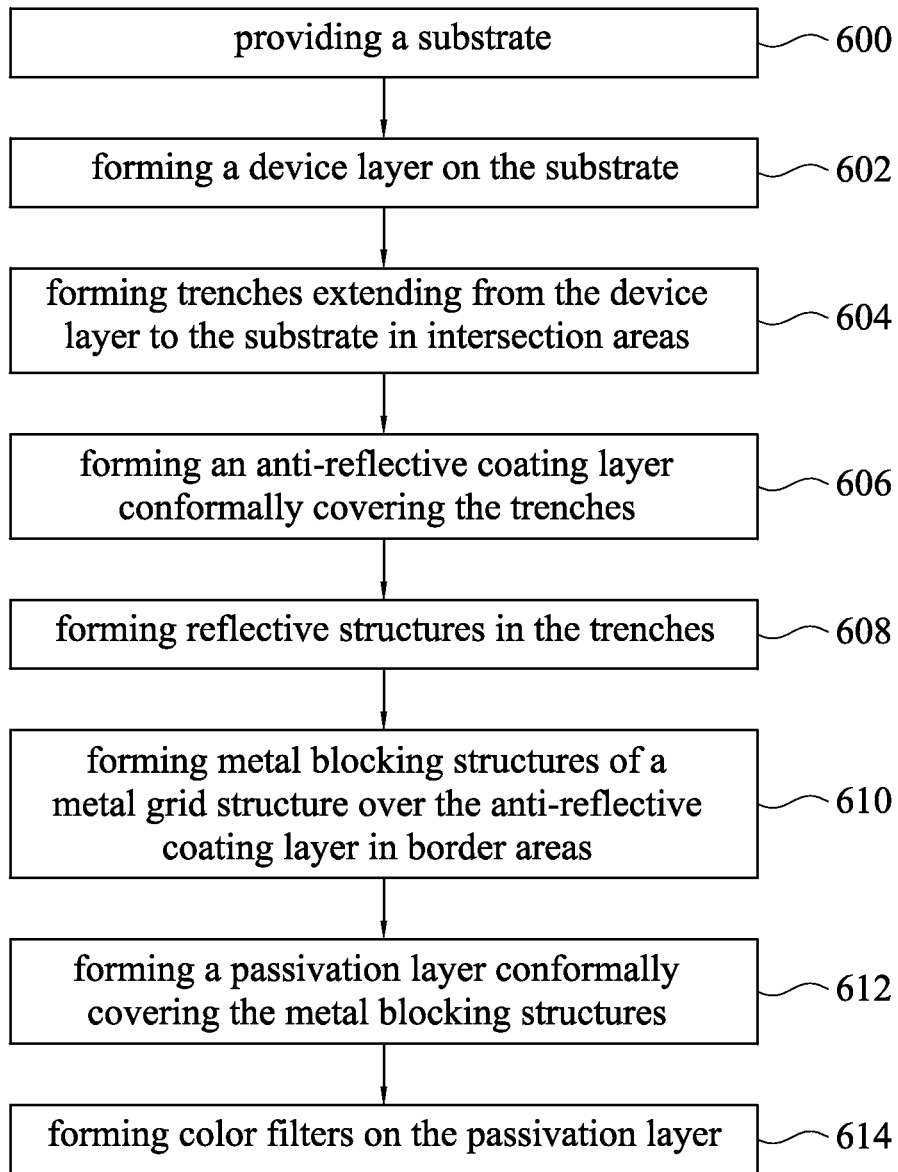 providing a substrate
600
forming a device layer on the substrate
602
forming trenches extending from the device
layer to the substrate in intersection areas
604
forming an anti-reflective coating layer
conformally covering the trenches
606
forming reflective structures in the trenches
608
forming metal blocking structures of a
metal grid structure over the anti-reflective
coating layer in border areas
610
forming a passivation layer conformally
covering the metal blocking structures
612
forming color filters on the passivation layer
614